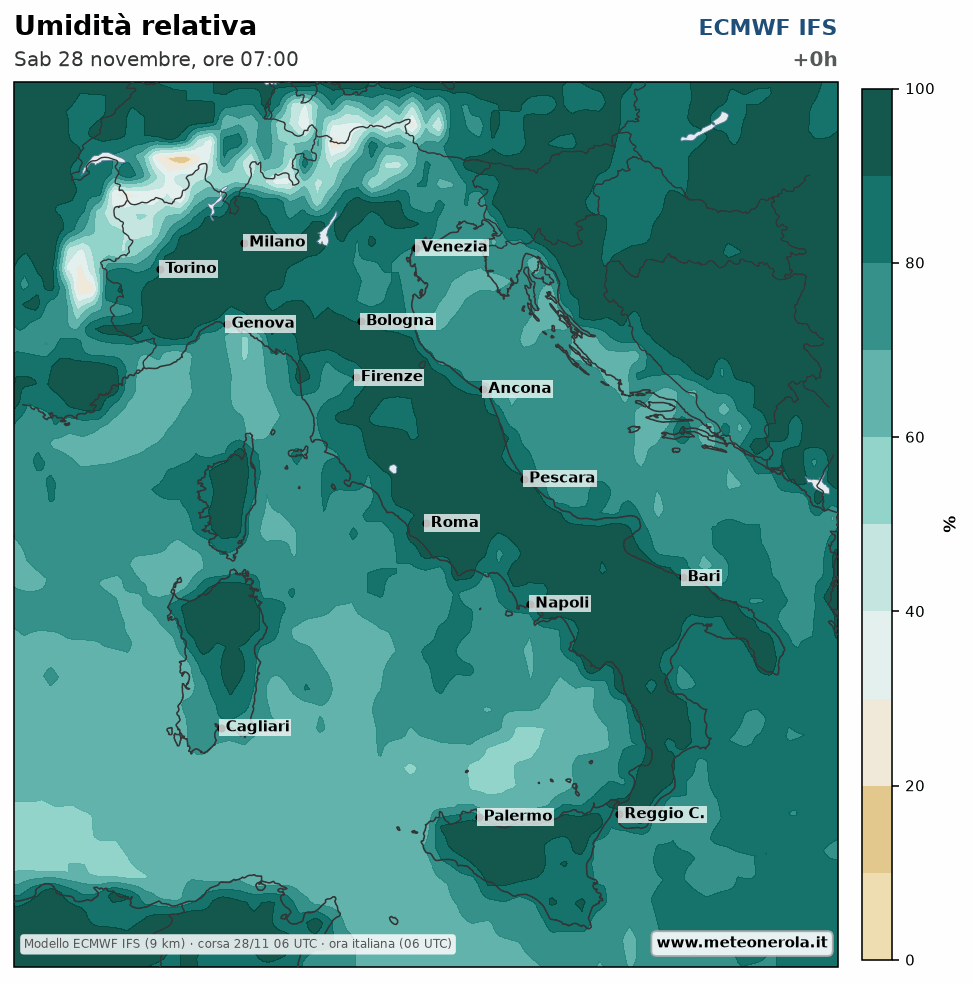 Umidità relativa
ECMWF IFS
Sab 28 novembre, ore 07:00
+0h
100
80
60
40
20
0
%
Milano
Venezia
Torino
Genova
Bologna
Firenze
Ancona
Pescara
Roma
Bari
Napoli
Cagliari
Palermo
Reggio C.
Modello ECMWF IFS (9 km) · corsa 28/11 06 UTC · ora italiana (06 UTC)
www.meteonerola.it